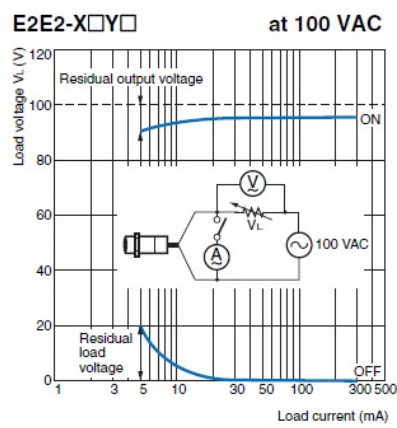 E2E2-X□Y□ at 100 VAC
Load voltage VL (V)
120
Residual output voltage
100
ON
80
V
60
VL
100 VAC
A
40
20
Residual
load
voltage
OFF
0
1 3 5 10 30 50 100 300 500
Load current (mA)